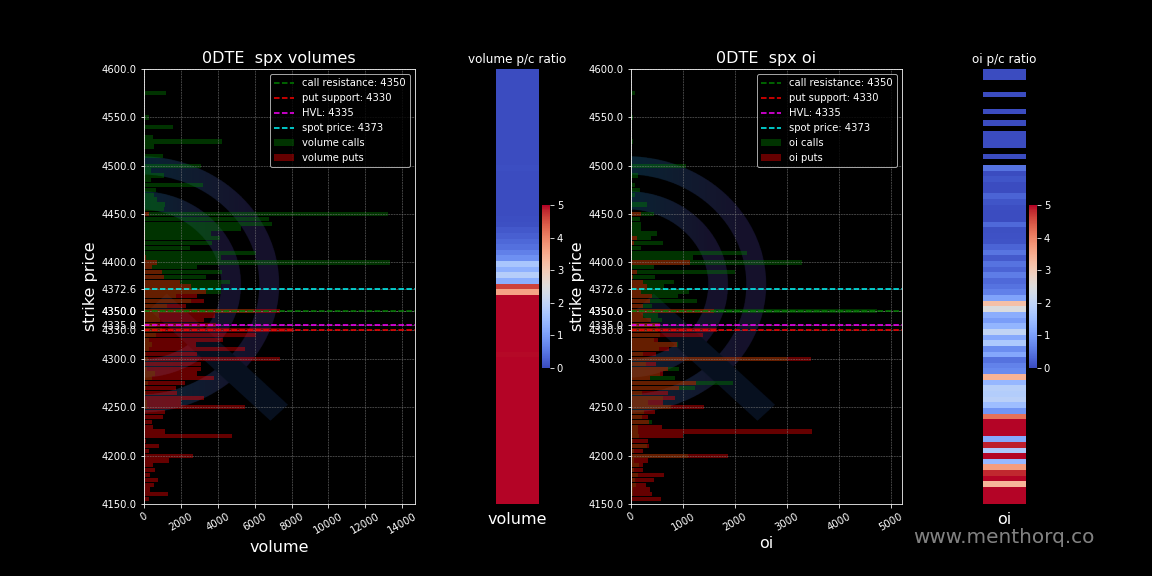 0DTE  spx volumes
volume p/c ratio
0DTE  spx oi
oi p/c ratio
call resistance: 4350
put support: 4330
HVL: 4335
spot price: 4373
volume calls
volume puts
call resistance: 4350
put support: 4330
HVL: 4335
spot price: 4373
oi calls
oi puts
strike price
4600.0
4550.0
4500.0
4450.0
4400.0
4372.6
4350.0
4335.0
4330.0
4300.0
4250.0
4200.0
4150.0
0
2000
4000
6000
8000
10000
12000
14000
volume
5
4
3
2
1
0
volume
strike price
4600.0
4550.0
4500.0
4450.0
4400.0
4372.6
4350.0
4335.0
4330.0
4300.0
4250.0
4200.0
4150.0
0
1000
2000
3000
4000
5000
oi
5
4
3
2
1
0
oi
www.menthorq.co